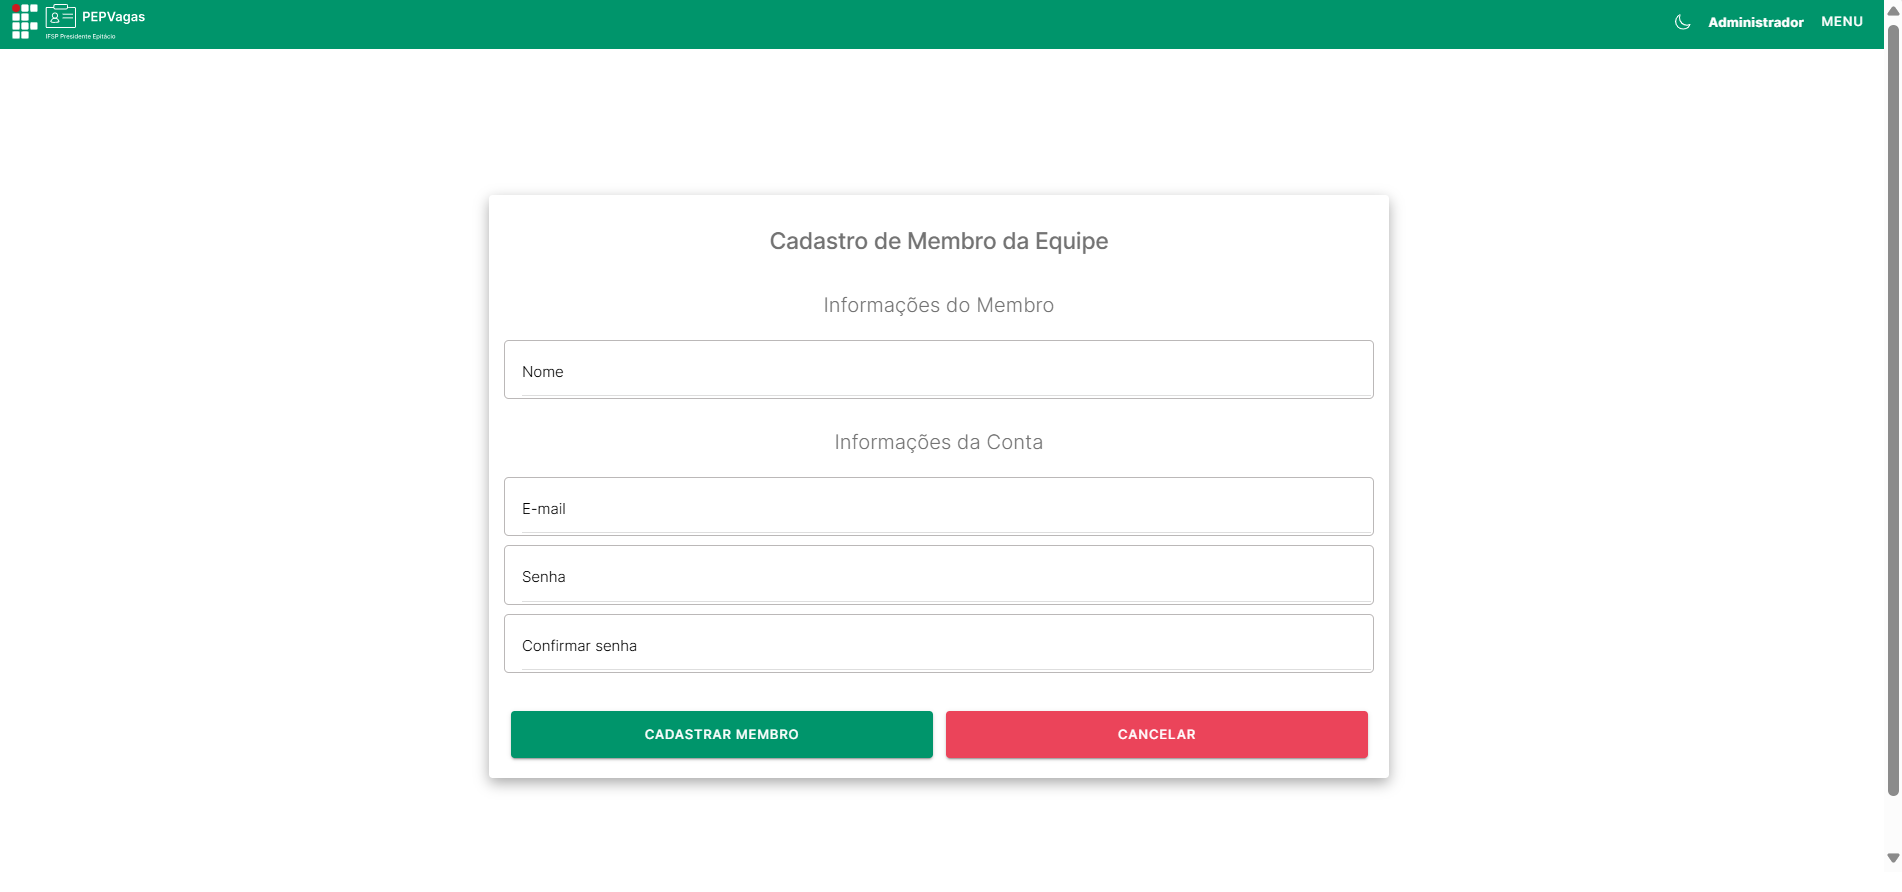 PEPVagas
IFSP Presidente Epitácio
Administrador
MENU
Cadastro de Membro da Equipe
Informações do Membro
Nome
Informações da Conta
E-mail
Senha
Confirmar senha
CADASTRAR MEMBRO
CANCELAR